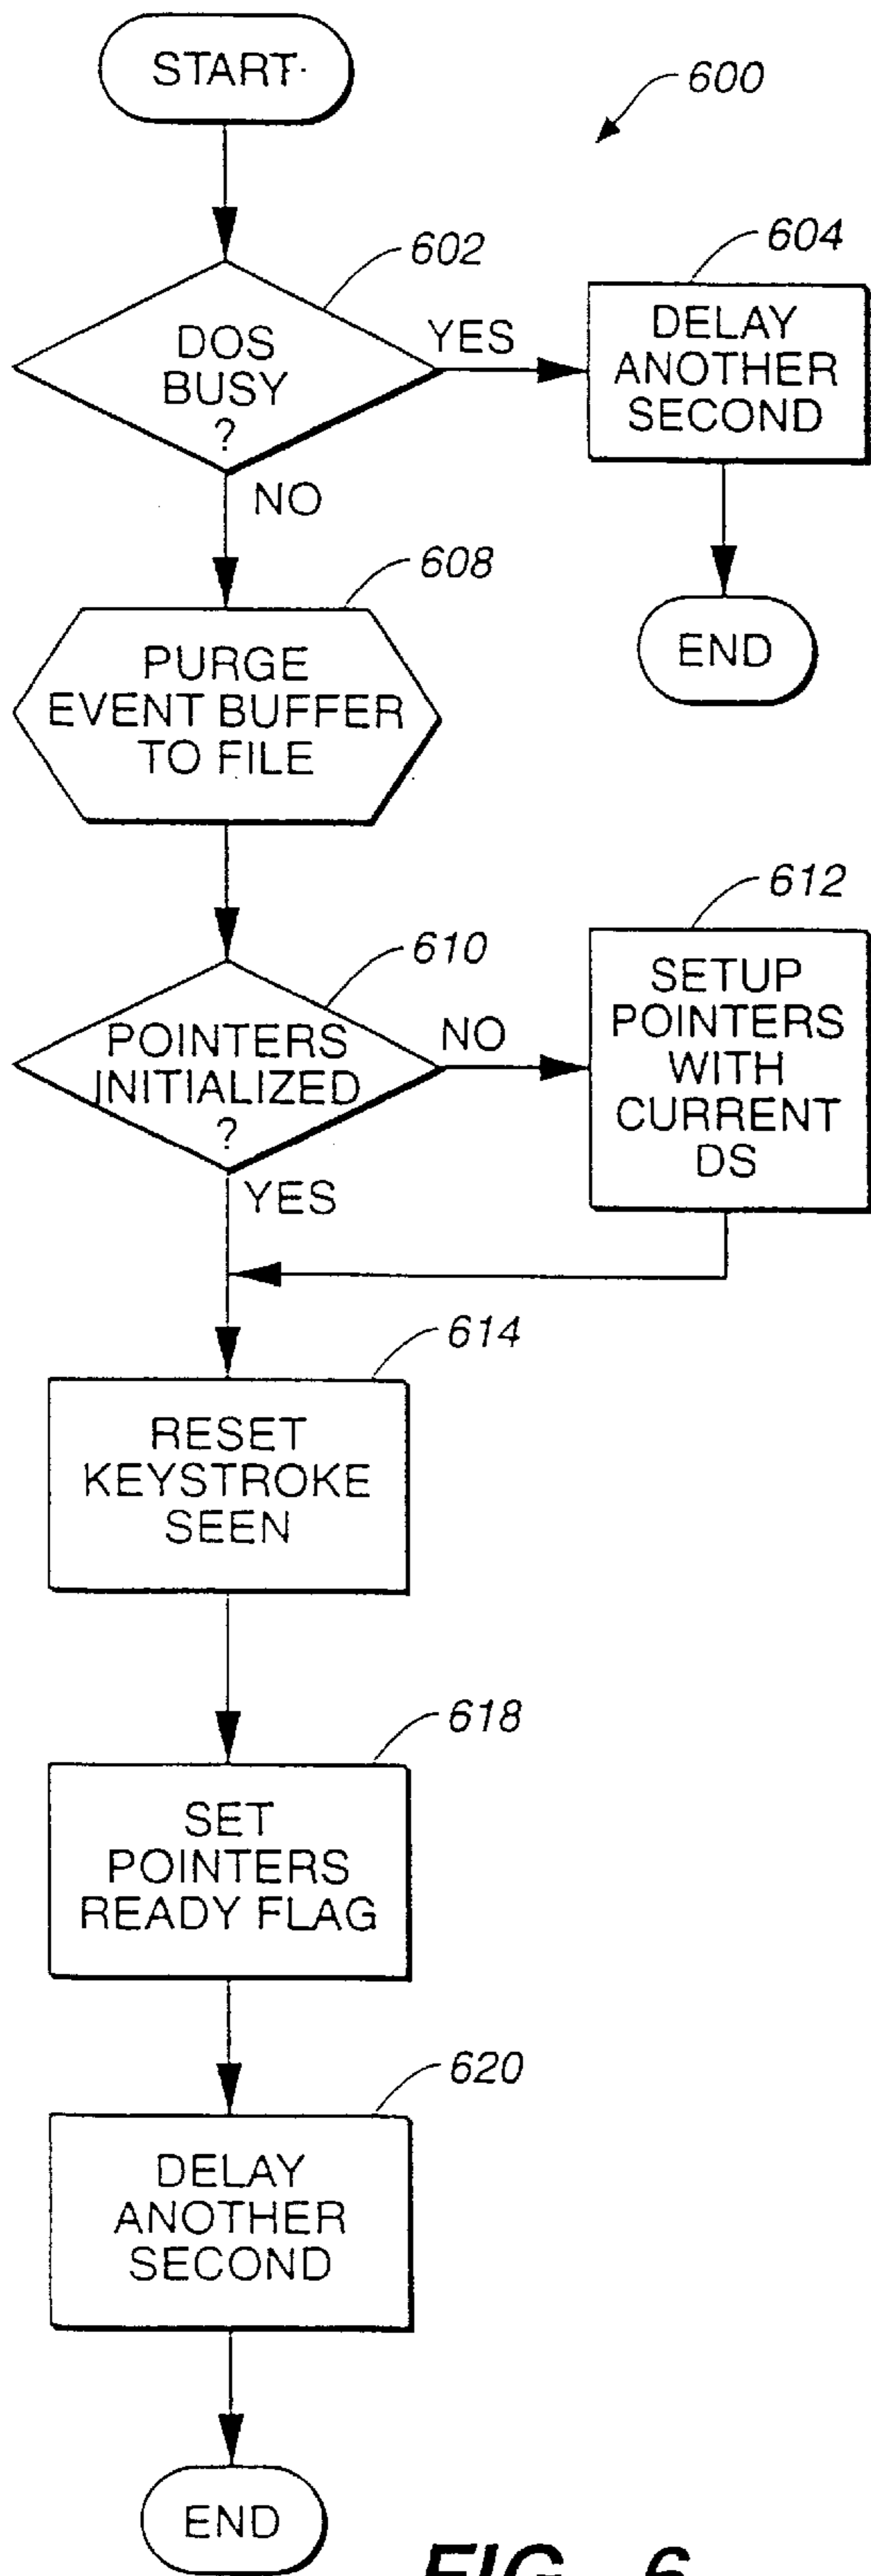 START
600
602
604
DOS
BUSY
?
YES
DELAY
ANOTHER
SECOND
NO
END
608
PURGE
EVENT BUFFER
TO FILE
610
612
POINTERS
INITIALIZED
?
NO
SETUP
POINTERS
WITH
CURRENT
DS
YES
614
RESET
KEYSTROKE
SEEN
618
SET
POINTERS
READY FLAG
620
DELAY
ANOTHER
SECOND
END
FIG. 6